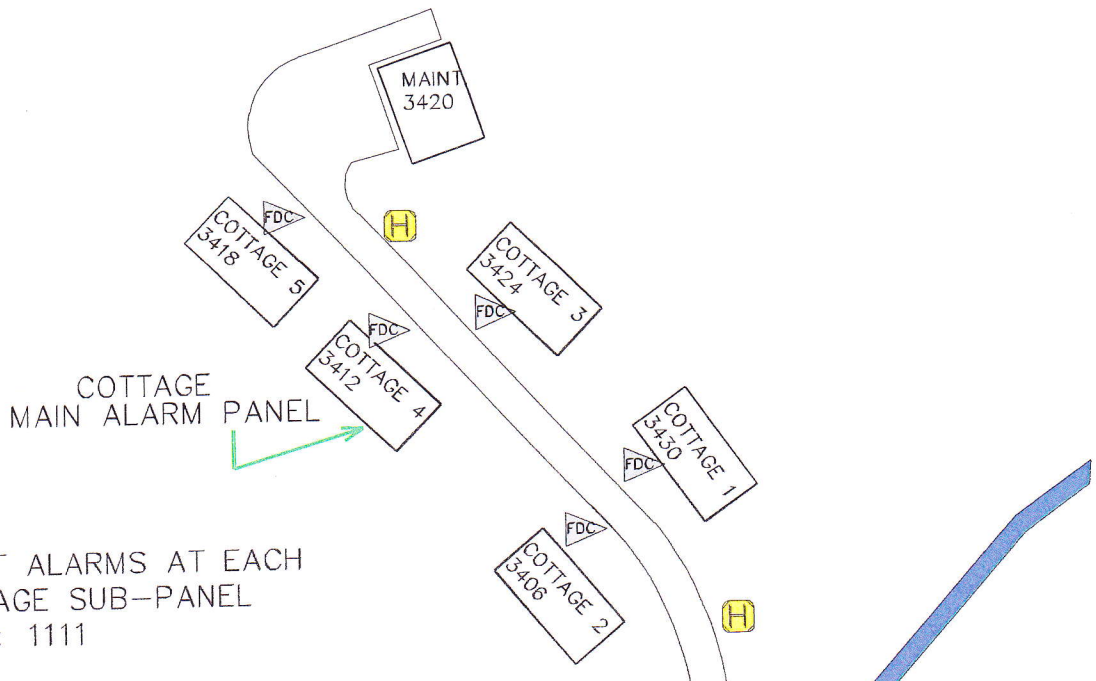 MAINT.
3420
FDC
COTTAGE 5
3418
H
COTTAGE 3
3424
FDC
FDC
COTTAGE 4
3412
COTTAGE
MAIN ALARM PANEL
COTTAGE 1
3430
FDC
FDC
COTTAGE 2
3406
ALARMS AT EACH
SUB-PANEL
: 1111
H